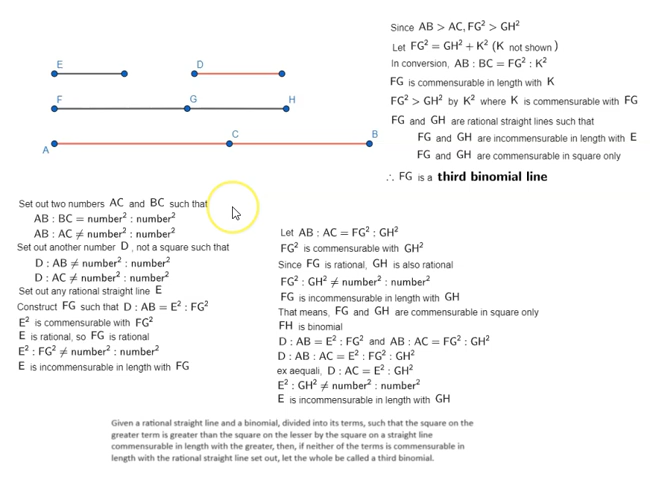 E
D
F
G
H
A
C
B
Since AB > AC, FG² > GH²
Let FG² = GH² + K² (K not shown)
In conversion, AB : BC = FG² : K²
FG is commensurable in length with K
FG² > GH² by K² where K is commensurable with FG
FG and GH are rational straight lines such that
FG and GH are incommensurable in length with E
FG and GH are commensurable in square only
∴ FG is a third binomial line
Set out two numbers AC and BC such that
AB : BC = number² : number²
AB : AC ≠ number² : number²
Set out another number D , not a square such that
D : AB ≠ number² : number²
D : AC ≠ number² : number²
Set out any rational straight line E
Construct FG such that D : AB = E² : FG²
E² is commensurable with FG²
E is rational, so FG is rational
E² : FG² ≠ number² : number²
E is incommensurable in length with FG
Let AB : AC = FG² : GH²
FG² is commensurable with GH²
Since FG is rational, GH is also rational
FG² : GH² ≠ number² : number²
FG is incommensurable in length with GH
That means, FG and GH are commensurable in square only
FH is binomial
D : AB = E² : FG² and AB : AC = FG² : GH²
D : AB : AC = E² : FG² : GH²
ex aequali, D : AC = E² : GH²
E² : GH² ≠ number² : number²
E is incommensurable in length with GH
Given a rational straight line and a binomial, divided into its terms, such that the square on the
greater term is greater than the square on the lesser by the square on a straight line
commensurable in length with the greater, then, if neither of the terms is commensurable in
length with the rational straight line set out, let the whole be called a third binomial.